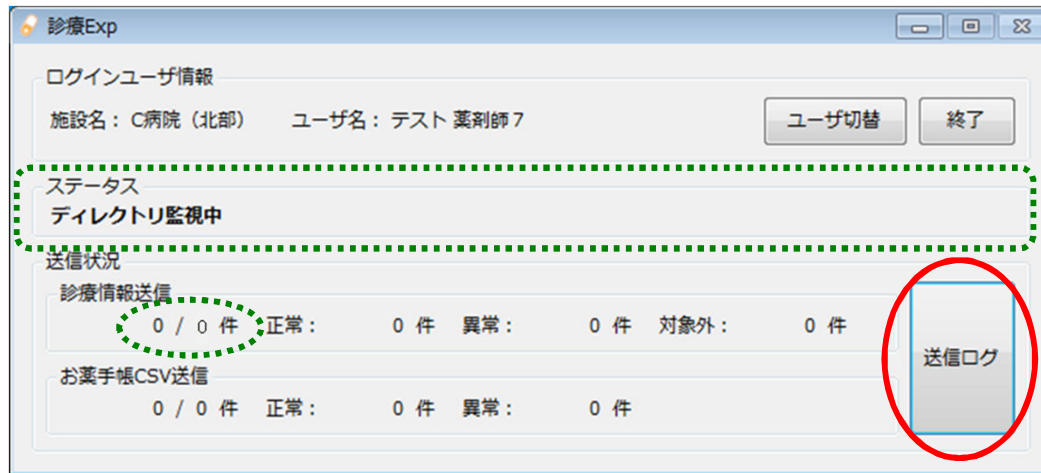 診療Exp
ログインユーザ情報
施設名： C病院（北部） ユーザ名： テスト 薬剤師７ ユーザ切替 終了
ステータス
ディレクトリ監視中
送信状況
診療情報送信
0 / 0 件 正常： 0 件 異常： 0 件 対象外： 0 件
送信ログ
お薬手帳CSV送信
0 / 0 件 正常： 0 件 異常： 0 件